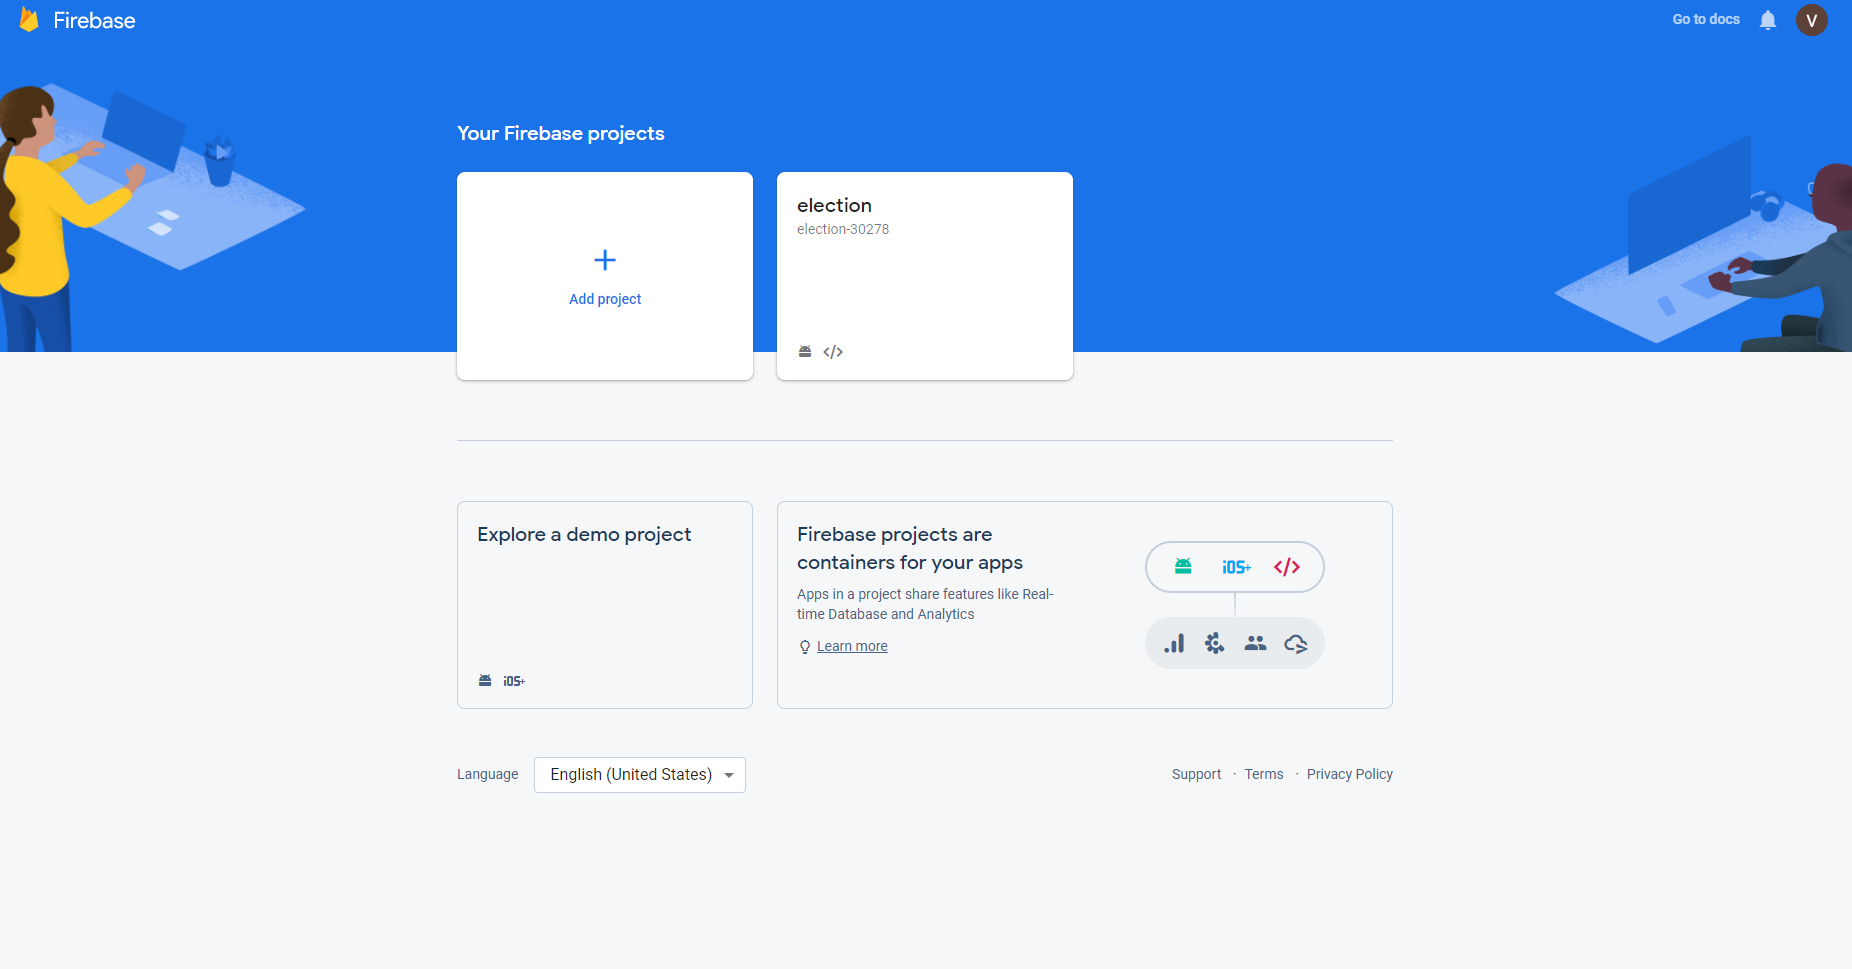 Firebase
Go to docs
V
Your Firebase projects
Add project
election
election-30278
Explore a demo project
iOS+
Firebase projects are
containers for your apps
Apps in a project share features like Real-
time Database and Analytics
Learn more
iOS+
Language
English (United States)
Support · Terms · Privacy Policy